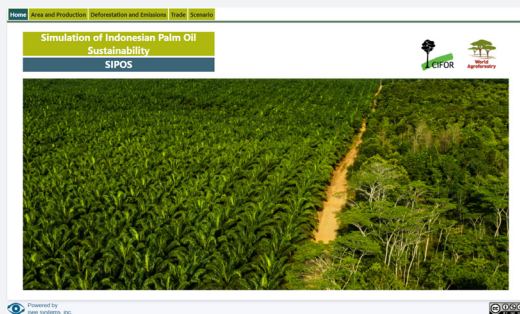 Home Area and Production Deforestation and Emissions Trade Scenario
Simulation of Indonesian Palm Oil
Sustainability
SIPOS
CIFOR
World
Agroforestry
Powered by
isee systems, inc.